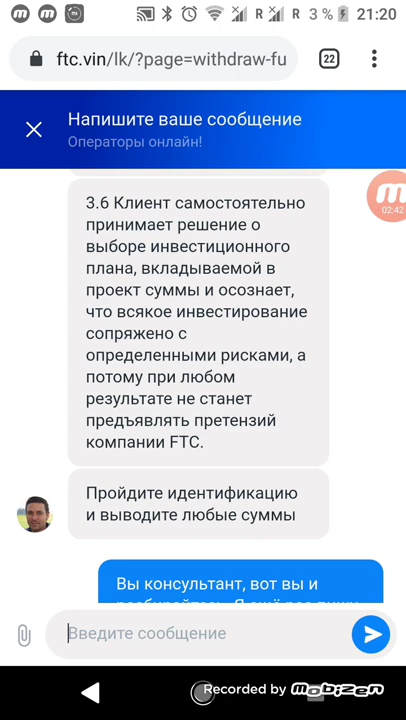 R
R
3 %
21:20
ftc.vin/lk/?page=withdraw-fu
22
Напишите ваше сообщение
Операторы онлайн!
02:42
3.6 Клиент самостоятельно
принимает решение о
выборе инвестиционного
плана, вкладываемой в
проект суммы и осознает,
что всякое инвестирование
сопряжено с
определенными рисками, а
потому при любом
результате не станет
предъявлять претензий
компании FTC.
Пройдите идентификацию
и выводите любые суммы
Вы консультант, вот вы и
Введите сообщение
Recorded by Mobizen